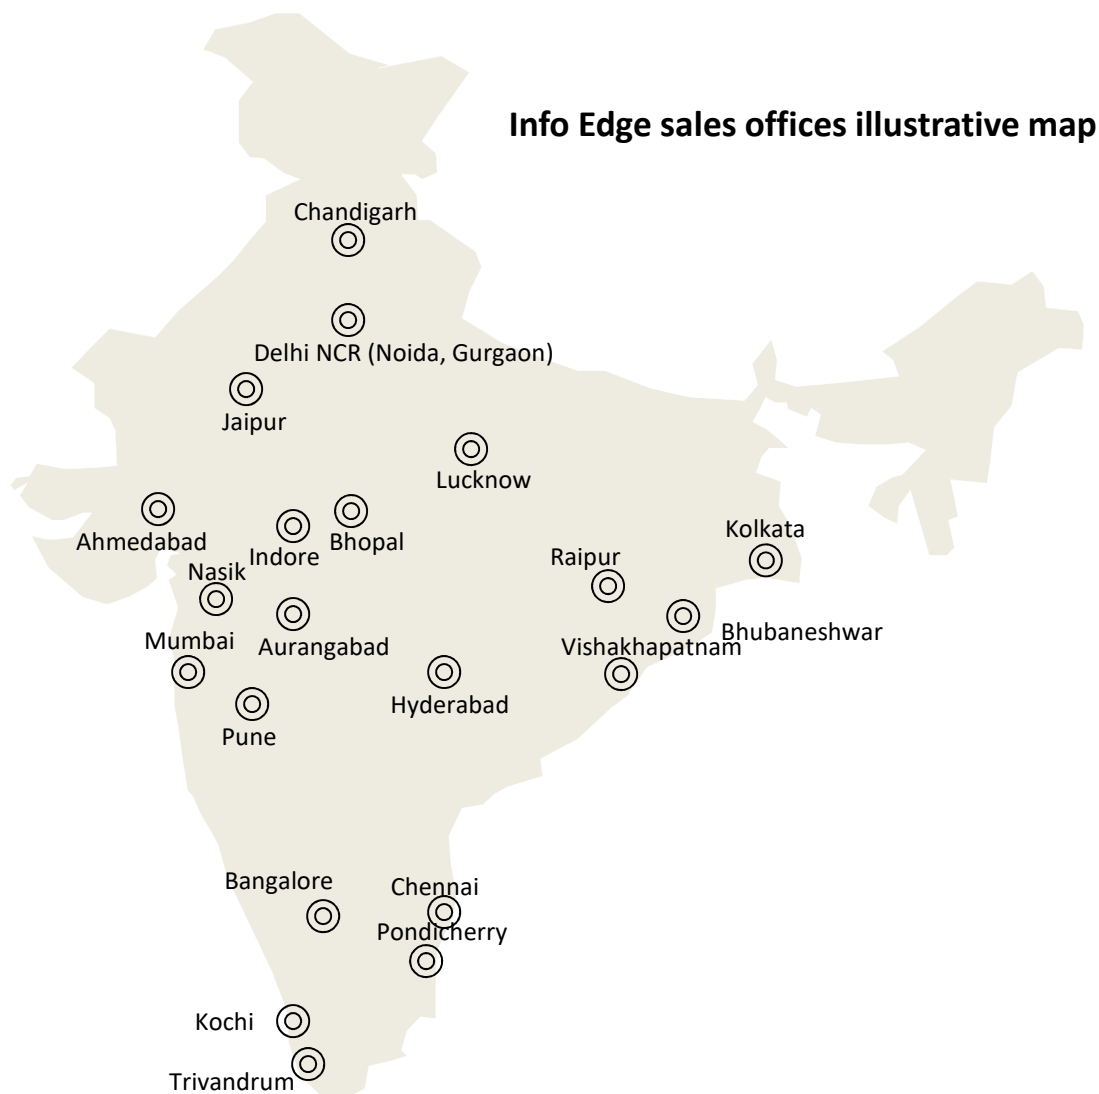 Info Edge sales offices illustrative map
Chandigarh
Delhi NCR (Noida, Gurgaon)
Jaipur
Lucknow
Kolkata
Ahmedabad
Indore
Bhopal
Raipur
Nasik
Bhubaneshwar
Mumbai
Aurangabad
Vishakhapatnam
Hyderabad
Pune
Bangalore
Chennai
Pondicherry
Kochi
Trivandrum